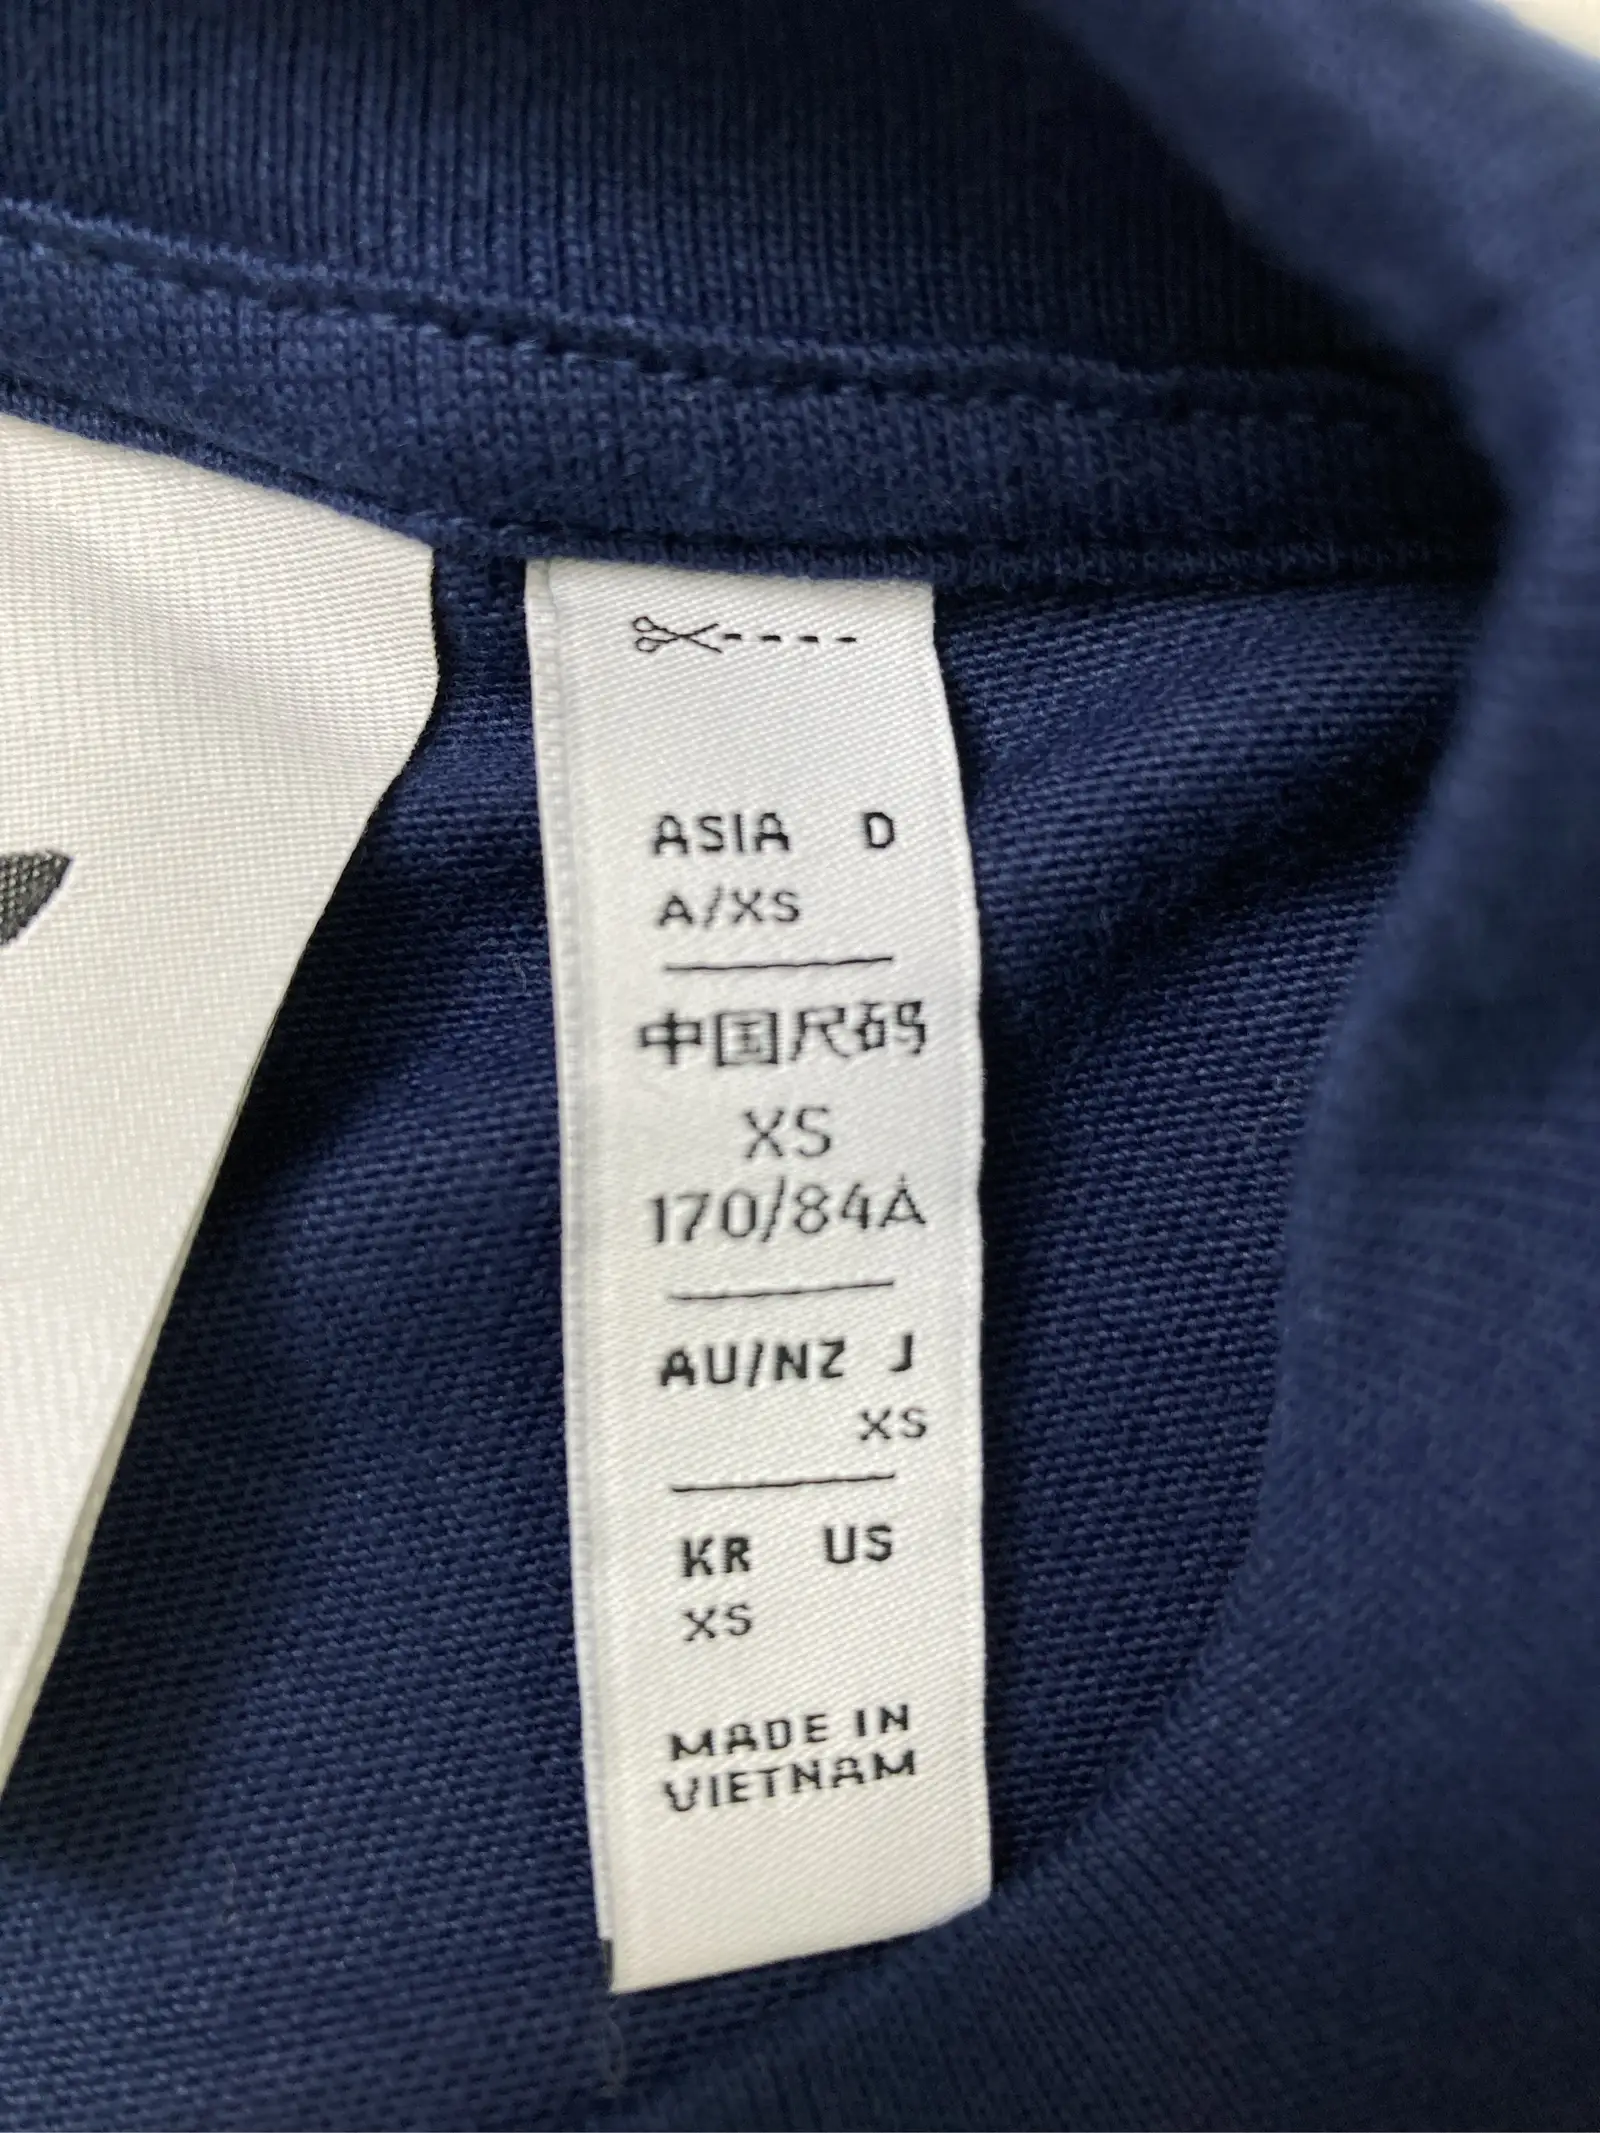 ASIA D
A/XS
中国尺码
XS
170/84A
AU/NZ J
XS
KR US
XS
MADE IN
VIETNAM